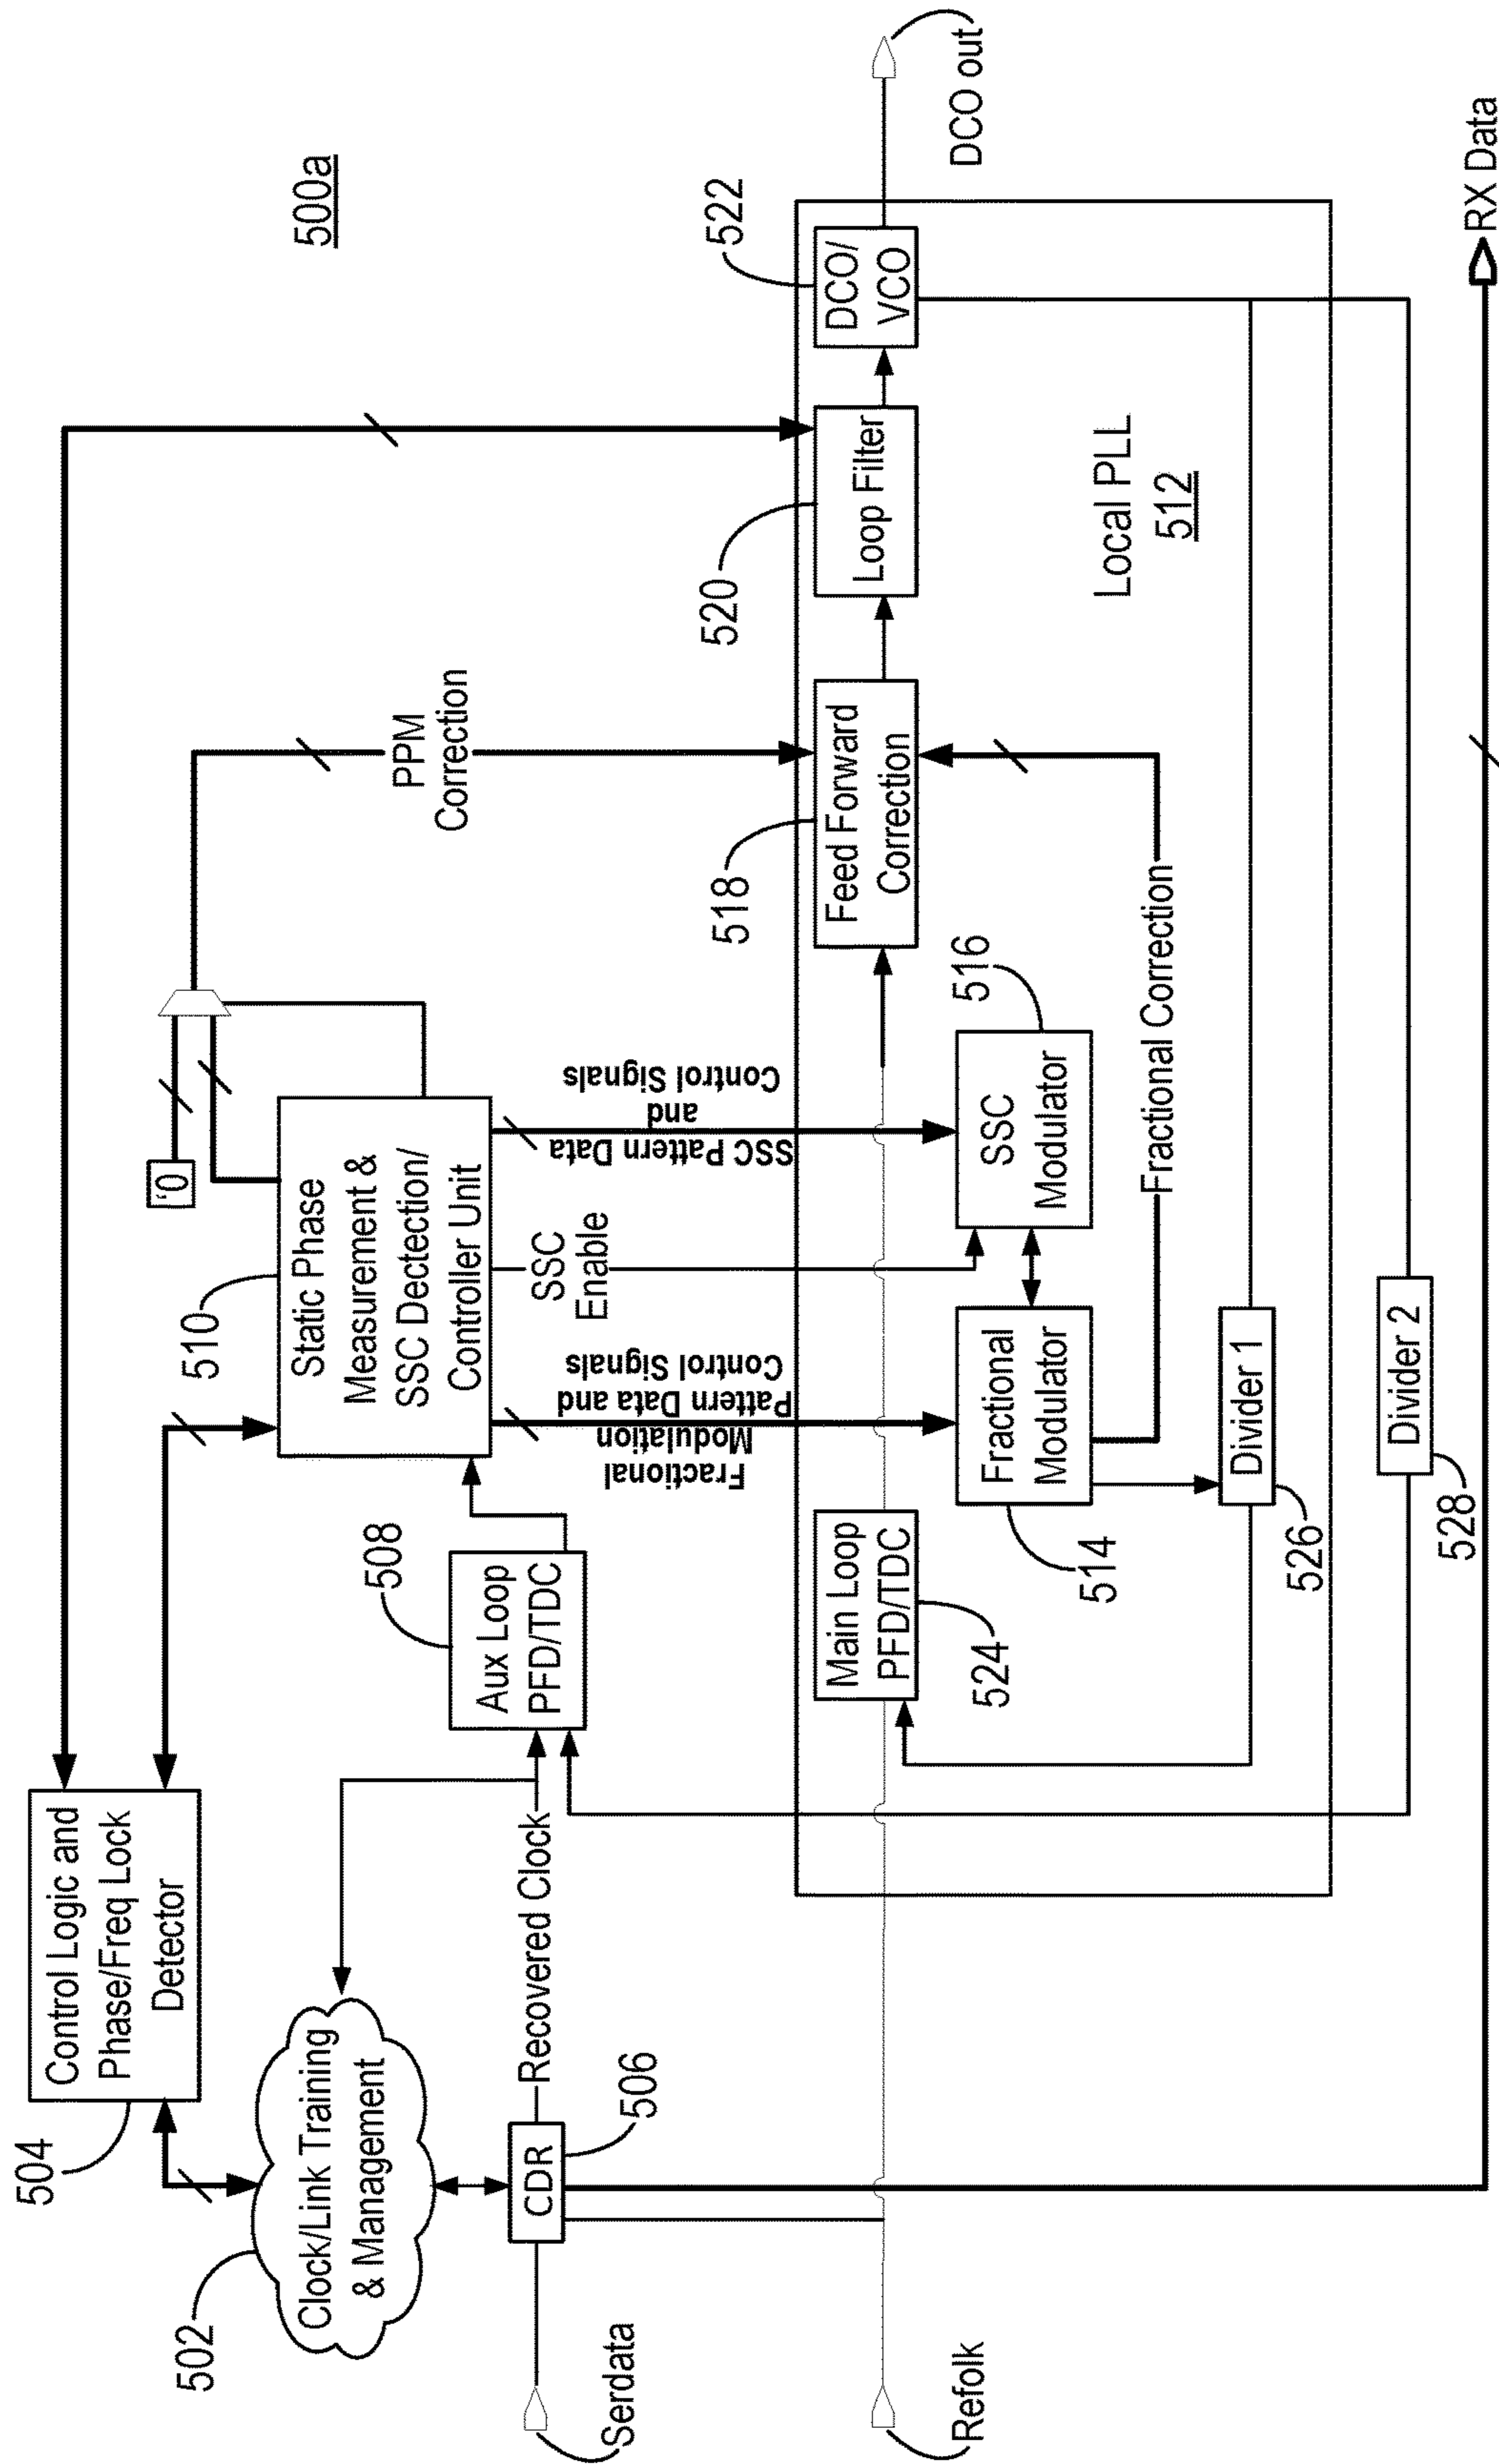 500a
504
Control Logic and
Phase/Freq Lock
Detector
502
Clock/Link Training
& Management
Serdata
CDR
506
Recovered Clock
508
Aux Loop
PFD/TDC
510
Static Phase
Measurement &
SSC Dectection/
Controller Unit
'0,
PPM
Correction
Fractional
Modulation
Pattern Data and
Control Signals
SSC
Enable
SSC Pattern Data
and
Control Signals
Refolk
Main Loop
PFD/TDC
524
Fractional
Modulator
514
SSC
Modulator
516
518
Feed Forward
Correction
520
Loop Filter
522
DCO/
VCO
DCO out
Fractional Correction
Local PLL
512
Divider 1
526
Divider 2
528
RX Data